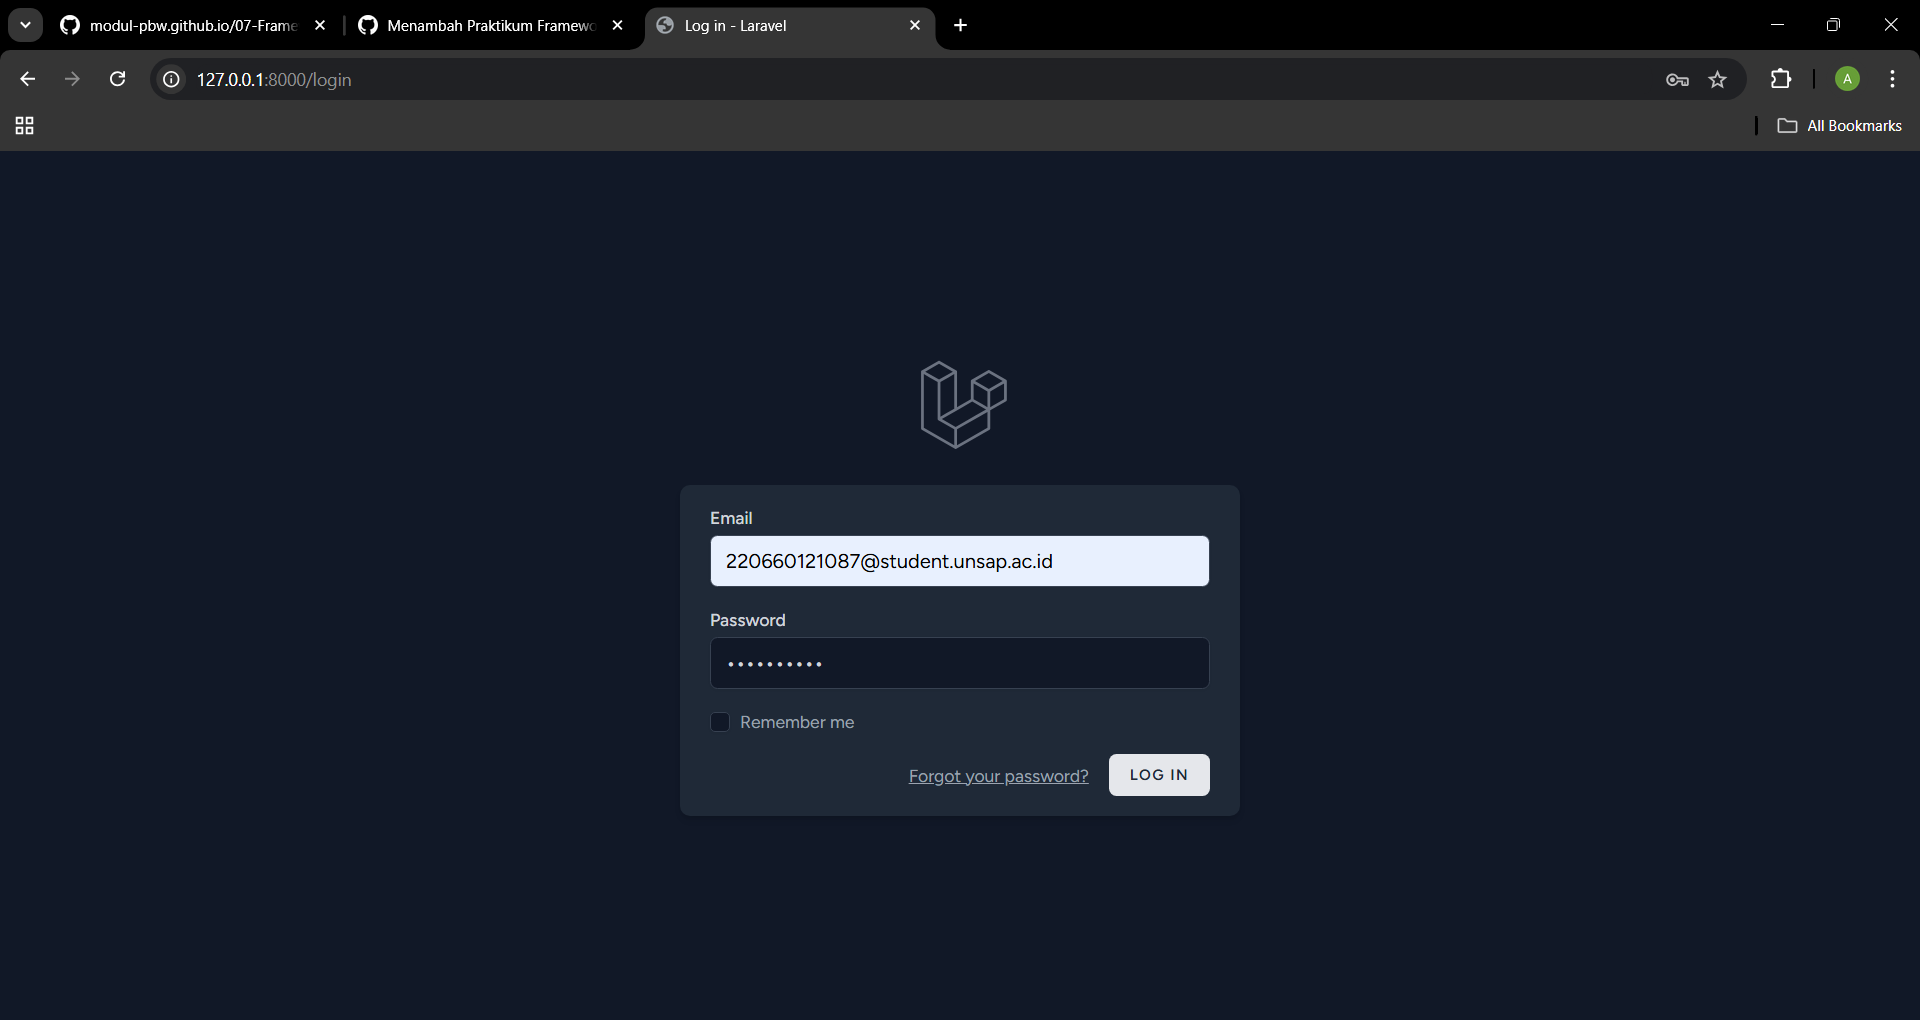 modul-pbw.github.io/07-Frame
Menambah Praktikum Framewo
Log in - Laravel
127.0.0.1:8000/login
A
All Bookmarks
Email
220660121087@student.unsap.ac.id
Password
Remember me
Forgot your password?
LOG IN